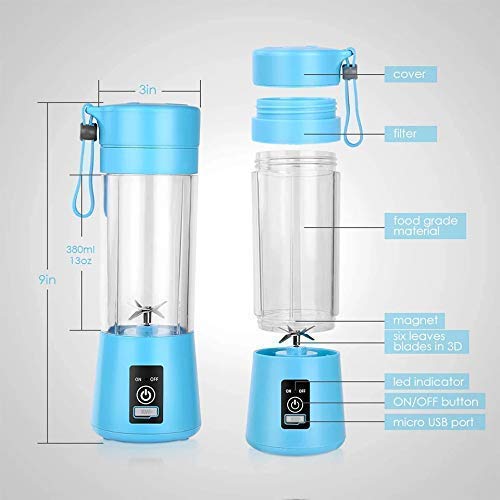 3in
cover
filter
380ml
13oz
9in
food grade
material
magnet
six leaves
blades in 3D
led indicator
ON/OFF button
micro USB port
ON OFF
ON OFF